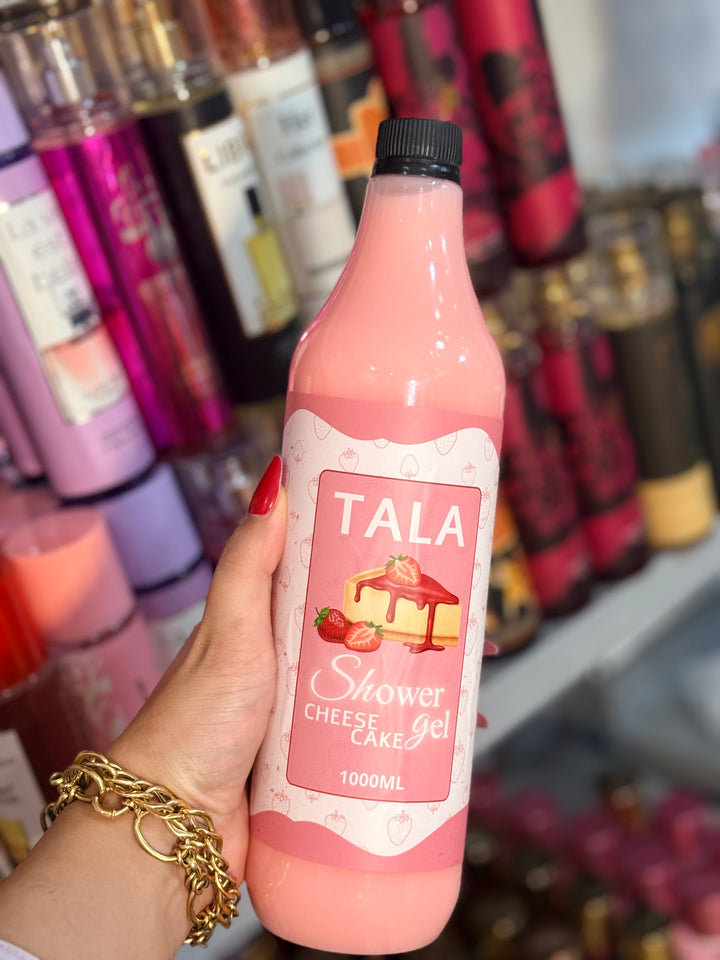 TALA
Shower
CHEESE
CAKE gel
1000ML